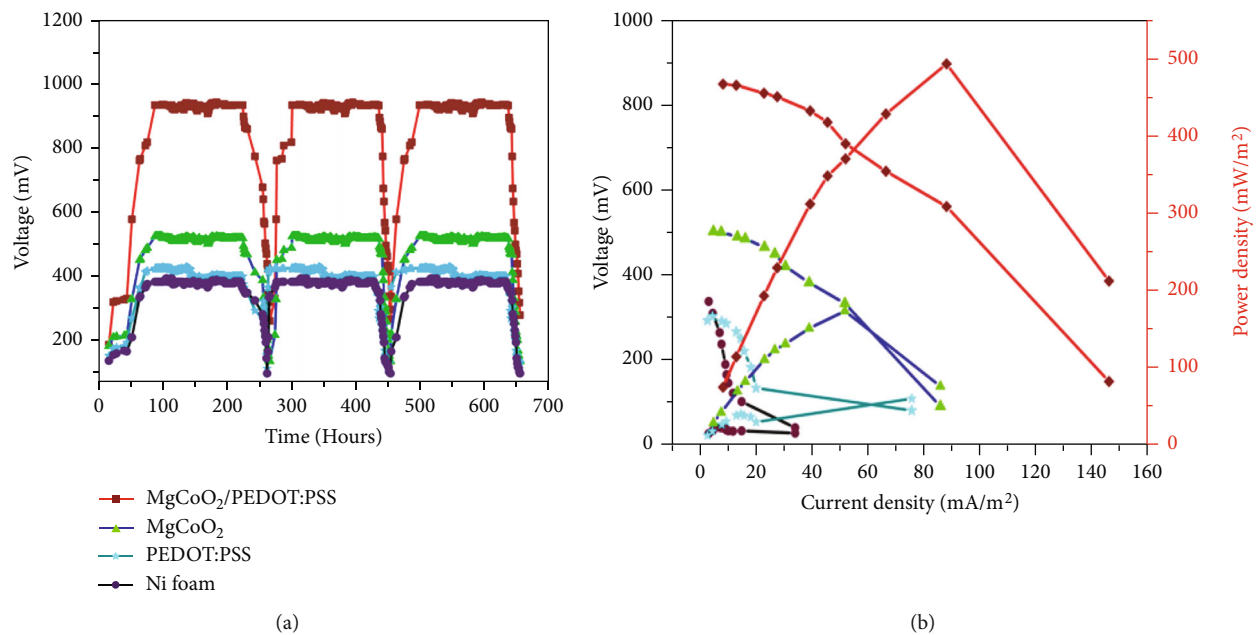 1200
1000
800
600
400
200
Voltage (mV)
0 100 200 300 400 500 600 700
Time (Hours)
MgCoO₂/PEDOT:PSS
MgCoO₂
PEDOT:PSS
Ni foam
(a)
1000
800
600
400
200
0
Voltage (mV)
500
400
300
200
100
0
Power density (mW/m²)
0 20 40 60 80 100 120 140 160
Current density (mA/m²)
(b)